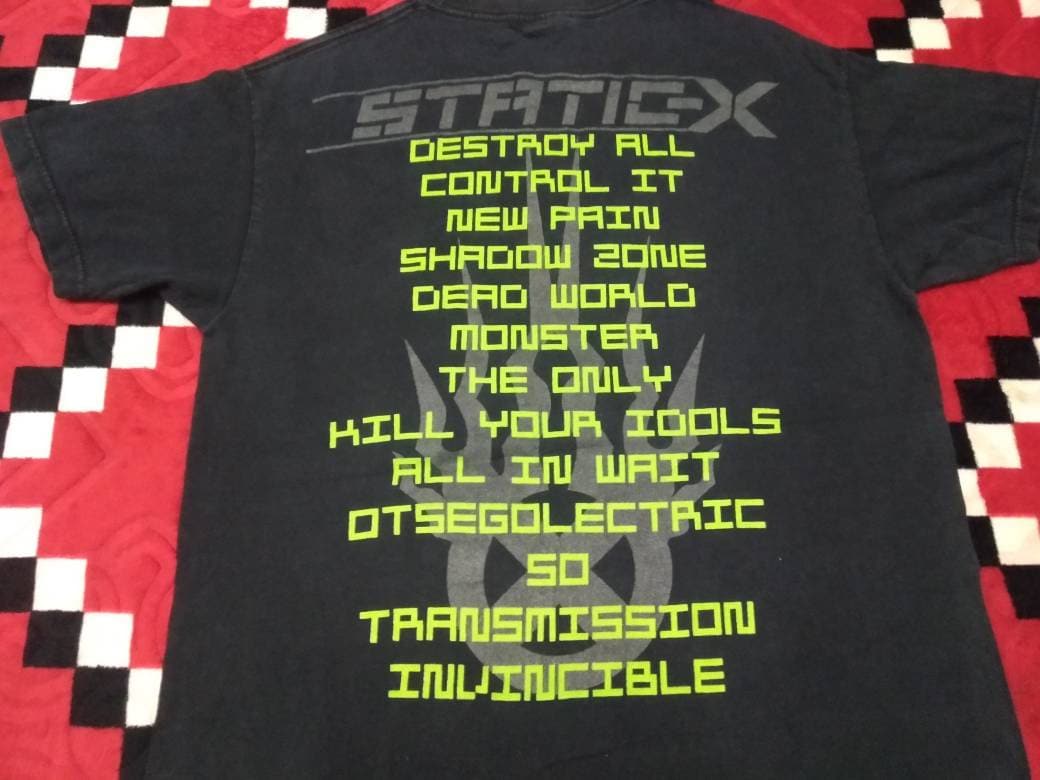 STATIC-X
DESTROY ALL
CONTROL IT
NEW PAIN
SHADOW ZONE
DEAD WORLD
MONSTER
THE ONLY
KILL YOUR IDOLS
ALL IN WAIT
OTSEGOLECTRIC
SO
TRANSMISSION
INVINCIBLE